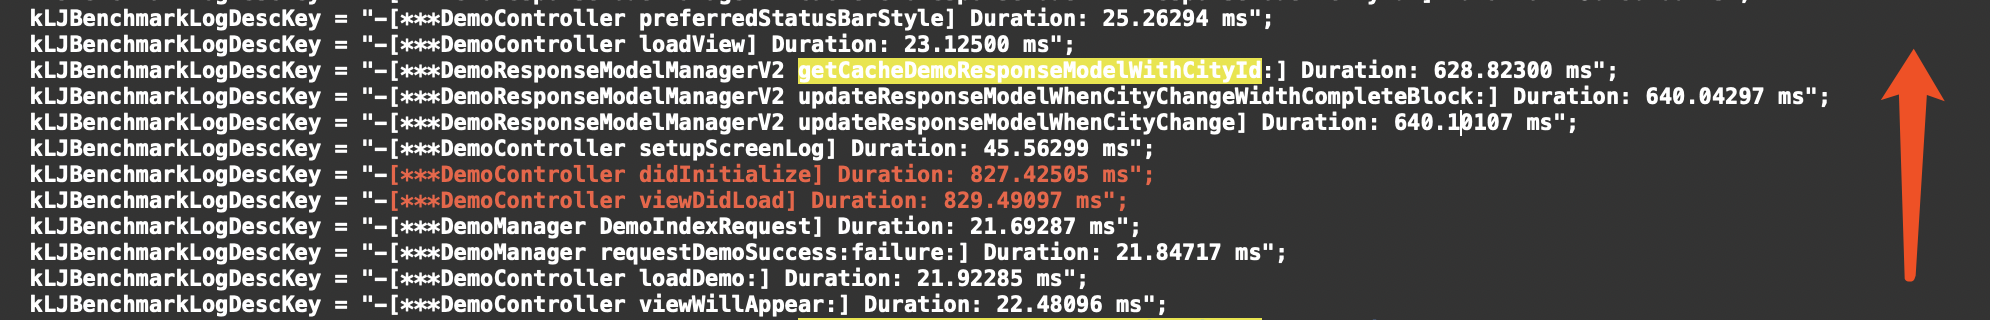 kLJBenchmarkLogDescKey = "-[***DemoController preferredStatusBarStyle] Duration: 25.26294 ms";
kLJBenchmarkLogDescKey = "-[***DemoController loadView] Duration: 23.12500 ms";
kLJBenchmarkLogDescKey = "-[***DemoResponseModelManagerV2 getCacheDemoResponseModelWithCityId:] Duration: 628.82300 ms";
kLJBenchmarkLogDescKey = "-[***DemoResponseModelManagerV2 updateResponseModelWhenCityChangeWidthCompleteBlock:] Duration: 640.04297 ms";
kLJBenchmarkLogDescKey = "-[***DemoResponseModelManagerV2 updateResponseModelWhenCityChange] Duration: 640.10107 ms";
kLJBenchmarkLogDescKey = "-[***DemoController setupScreenLog] Duration: 45.56299 ms";
kLJBenchmarkLogDescKey = "-[***DemoController didInitialize] Duration: 827.42505 ms";
kLJBenchmarkLogDescKey = "-[***DemoController viewDidLoad] Duration: 829.49097 ms";
kLJBenchmarkLogDescKey = "-[***DemoManager DemoIndexRequest] Duration: 21.69287 ms";
kLJBenchmarkLogDescKey = "-[***DemoManager requestDemoSuccess:failure:] Duration: 21.84717 ms";
kLJBenchmarkLogDescKey = "-[***DemoController loadDemo:] Duration: 21.92285 ms";
kLJBenchmarkLogDescKey = "-[***DemoController viewWillAppear:] Duration: 22.48096 ms";